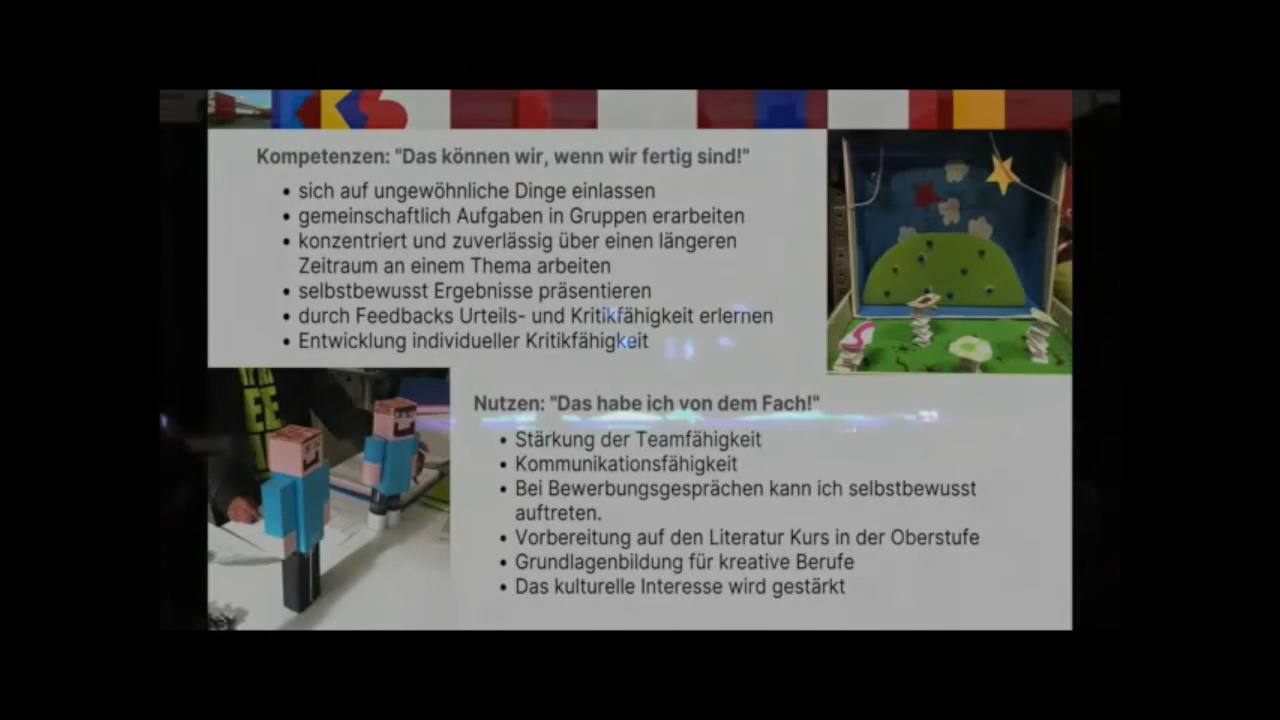 Kompetenzen: "Das können wir, wenn wir fertig sind!"
• sich auf ungewöhnliche Dinge einlassen
• gemeinschaftlich Aufgaben in Gruppen erarbeiten
• konzentriert und zuverlässig über einen längeren
Zeitraum an einem Thema arbeiten
• selbstbewusst Ergebnisse präsentieren
• durch Feedbacks Urteils- und Kritikfähigkeit erlernen
• Entwicklung individueller Kritikfähigkeit
Nutzen: "Das habe ich von dem Fach!"
• Stärkung der Teamfähigkeit
• Kommunikationsfähigkeit
• Bei Bewerbungsgesprächen kann ich selbstbewusst
auftreten.
• Vorbereitung auf den Literatur Kurs in der Oberstufe
• Grundlagenbildung für kreative Berufe
• Das kulturelle Interesse wird gestärkt